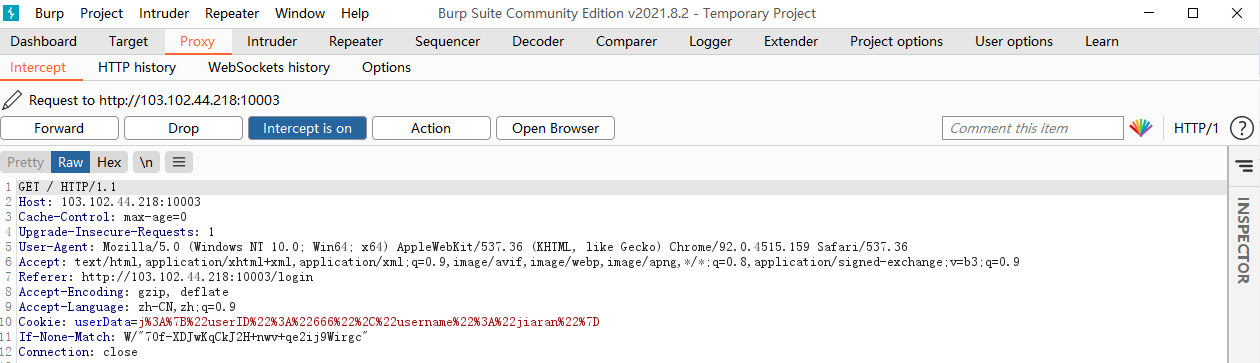 Burp Project Intruder Repeater Window Help Burp Suite Community Edition v2021.8.2 - Temporary Project
Dashboard Target Proxy Intruder Repeater Sequencer Decoder Comparer Logger Extender Project options User options Learn
Intercept HTTP history WebSockets history Options
Request to http://103.102.44.218:10003
Forward Drop Intercept is on Action Open Browser Comment this item HTTP/1 ?
Pretty Raw Hex \n
1 GET / HTTP/1.1
2 Host: 103.102.44.218:10003
3 Cache-Control: max-age=0
4 Upgrade-Insecure-Requests: 1
5 User-Agent: Mozilla/5.0 (Windows NT 10.0; Win64; x64) AppleWebKit/537.36 (KHTML, like Gecko) Chrome/92.0.4515.159 Safari/537.36
6 Accept: text/html,application/xhtml+xml,application/xml;q=0.9,image/avif,image/webp,image/apng,*/*;q=0.8,application/signed-exchange;v=b3;q=0.9
7 Referer: http://103.102.44.218:10003/login
8 Accept-Encoding: gzip, deflate
9 Accept-Language: zh-CN,zh;q=0.9
10 Cookie: userData=j%3A%7B%22userID%22%3A%22666%22%2C%22username%22%3A%22jiaran%22%7D
11 If-None-Match: W/"70f-XDJwKqCkJ2H+nwv+qe2ij9Wirgc"
12 Connection: close
INSPECTOR